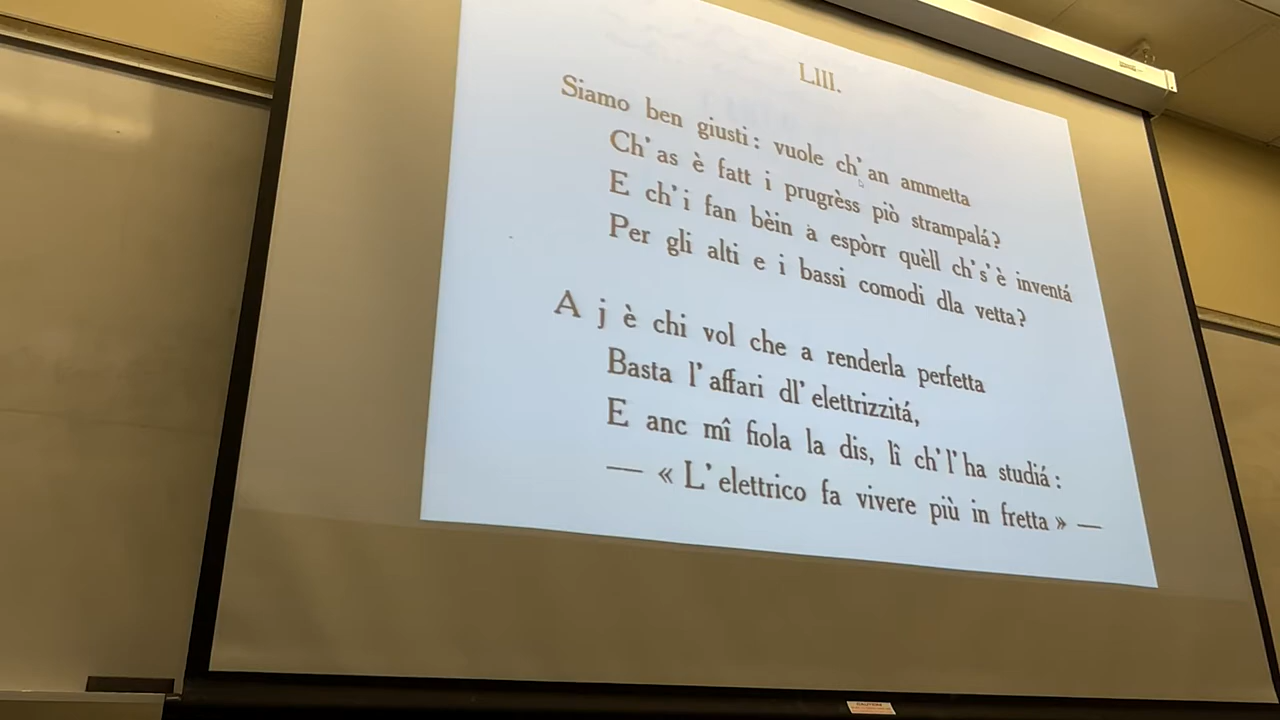 LIII.
Siamo ben giusti : vuole ch' an ammetta
Ch' as è fatt i prugrèss piò strampalá?
E ch' i fan bèin a espòrr quèll ch' s' è inventá
Per gli alti e i bassi comodi dla vetta?
A j è chi vol che a renderla perfetta
Basta l' affari dl' elettrizzitá,
E anc mî fiola la dis, lî ch' l' ha studiá :
— « L' elettrico fa vivere più in fretta » —